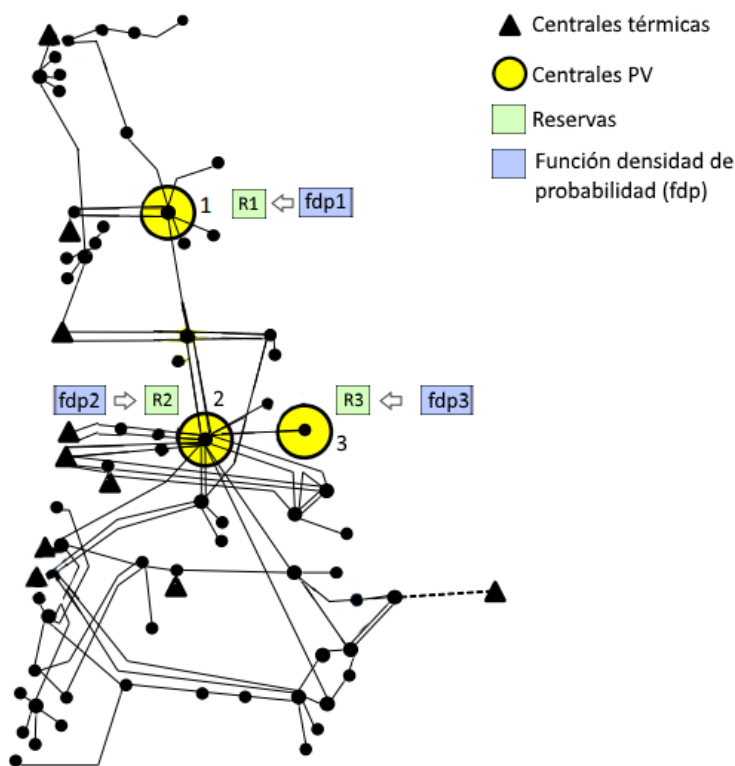 Centrales térmicas
Centrales PV
Reservas
Función densidad de
probabilidad (fdp)
1 R1 fdp1
fdp2 R2 2 R3 fdp3
3